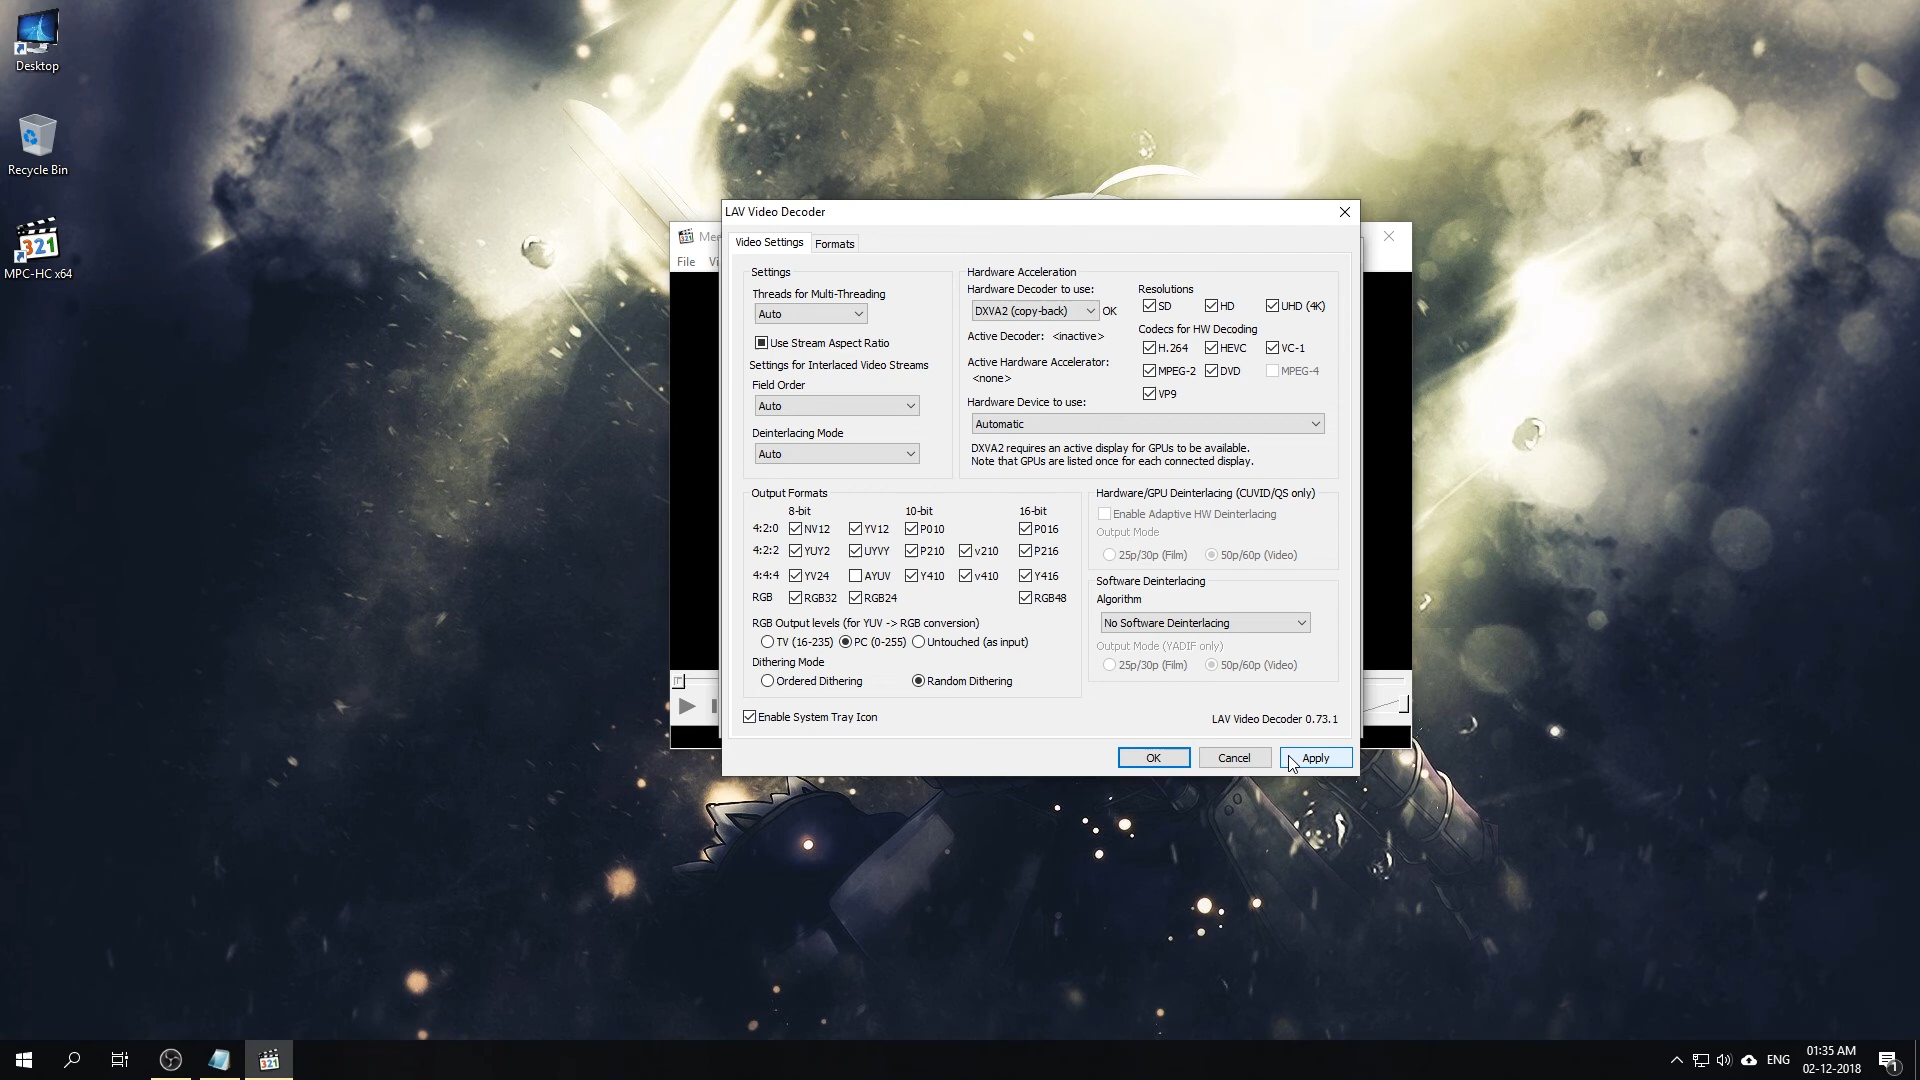 Desktop
Recycle Bin
321
MPC-HC x64
321
File
LAV Video Decoder
Video Settings
Formats
Settings
Threads for Multi-Threading
Auto
Use Stream Aspect Ratio
Settings for Interlaced Video Streams
Field Order
Auto
Deinterlacing Mode
Auto
Hardware Acceleration
Hardware Decoder to use:
DXVA2 (copy-back) OK
Active Decoder: <inactive>
Active Hardware Accelerator:
<none>
Resolutions
SD HD UHD (4K)
Codecs for HW Decoding
H.264 HEVC VC-1
MPEG-2 DVD MPEG-4
VP9
Hardware Device to use:
Automatic
DXVA2 requires an active display for GPUs to be available.
Note that GPUs are listed once for each connected display.
Output Formats
8-bit 10-bit 16-bit
4:2:0 NV12 YV12 P010 P016
4:2:2 YUY2 UYVY P210 v210 P216
4:4:4 YV24 AYUV Y410 v410 Y416
RGB RGB32 RGB24 RGB48
RGB Output levels (for YUV -> RGB conversion)
TV (16-235) PC (0-255) Untouched (as input)
Dithering Mode
Ordered Dithering Random Dithering
Hardware/GPU Deinterlacing (CUVID/QS only)
Enable Adaptive HW Deinterlacing
Output Mode
25p/30p (Film) 50p/60p (Video)
Software Deinterlacing
Algorithm
No Software Deinterlacing
Output Mode (YADIF only)
25p/30p (Film) 50p/60p (Video)
Enable System Tray Icon
LAV Video Decoder 0.73.1
OK Cancel Apply
321
ENG
01:35 AM
02-12-2018
1